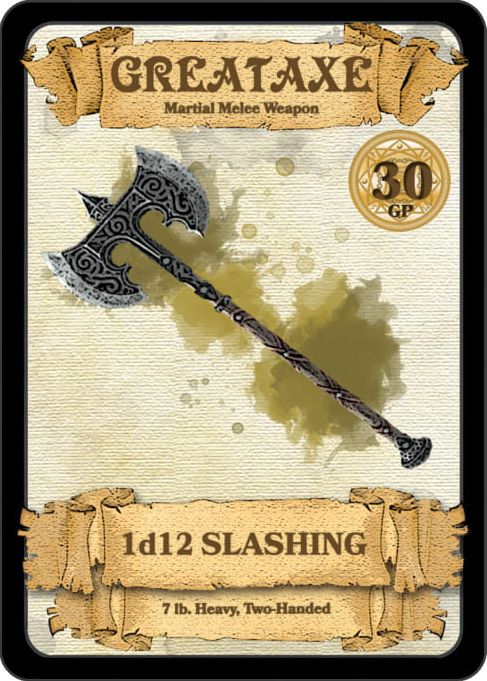 GREATAXE
Martial Melee Weapon
30
GP
1d12 SLASHING
7 lb. Heavy, Two-Handed